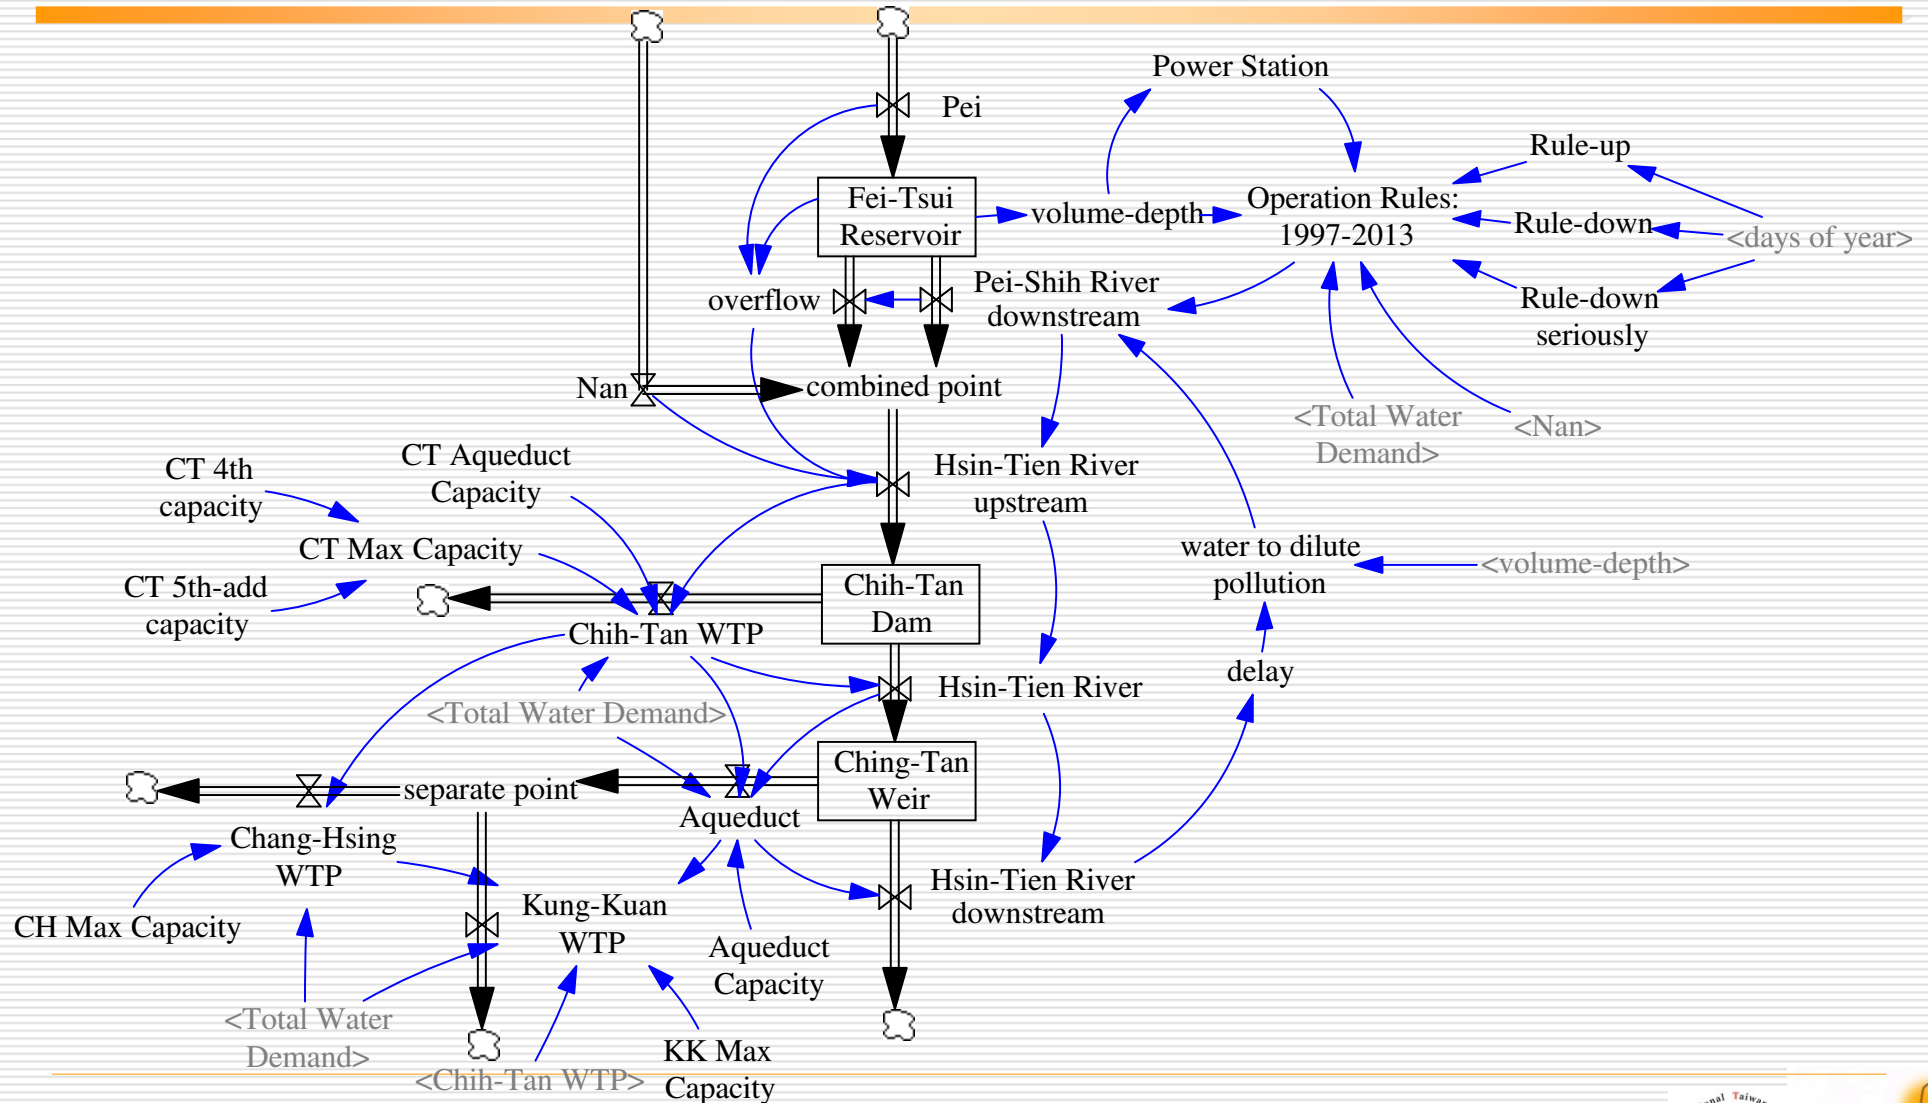 Power Station
Pei
Rule-up
Fei-Tsui
Reservoir
volume-depth
Operation Rules:
1997-2013
Rule-down
<days of year>
overflow
Pei-Shih River
downstream
Rule-down
seriously
Nan
combined point
<Total Water
Demand>
<Nan>
CT 4th
capacity
CT Aqueduct
Capacity
Hsin-Tien River
upstream
CT Max Capacity
water to dilute
pollution
<volume-depth>
CT 5th-add
capacity
Chih-Tan
Dam
Chih-Tan WTP
delay
Hsin-Tien River
<Total Water Demand>
Ching-Tan
Weir
separate point
Aqueduct
Chang-Hsing
WTP
Hsin-Tien River
downstream
CH Max Capacity
Kung-Kuan
WTP
Aqueduct
Capacity
<Total Water
Demand>
<Chih-Tan WTP>
KK Max
Capacity
Taiwan